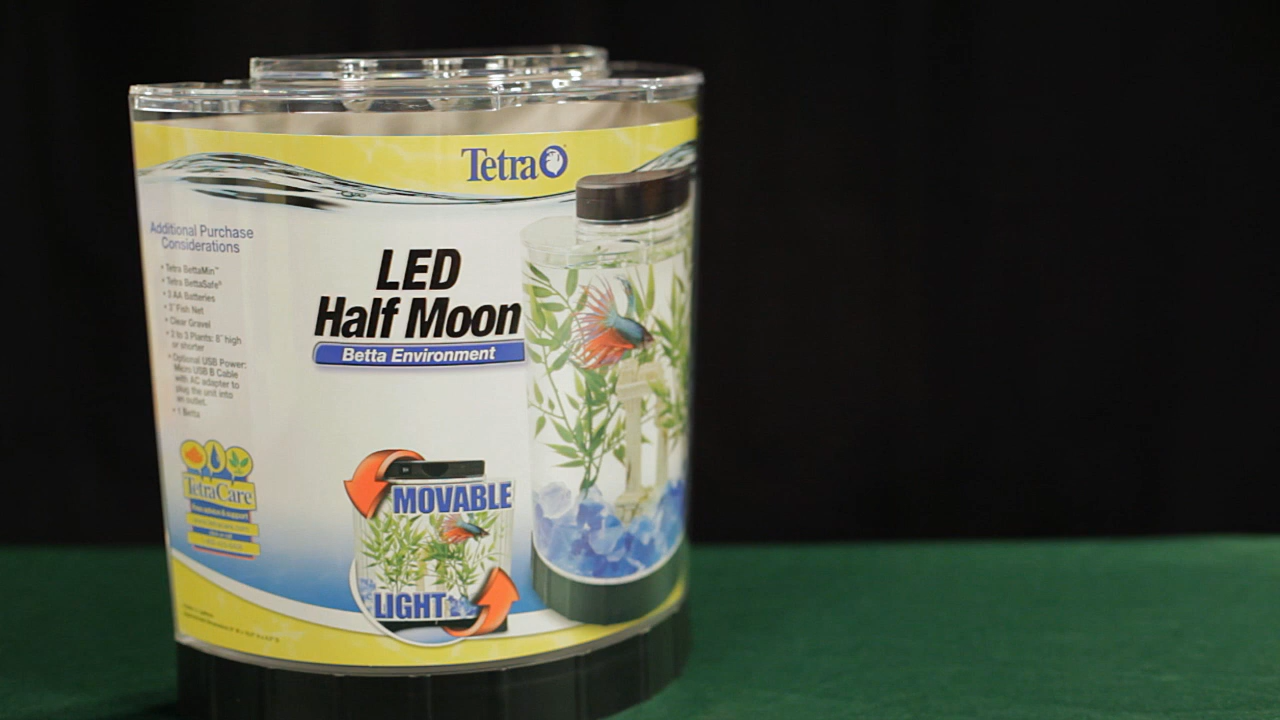 Tetra
Additional Purchase
Considerations
• Tetra BettaMin™
• Tetra BettaSafe®
• 3 AA Batteries
• 3" Fish Net
• Clear Gravel
• 2 to 3 Plants: 8" high
or shorter
• Optional USB Power:
Micro USB B Cable
with AC adapter to
plug the unit into
an outlet.
• 1 Betta
LED
Half Moon
Betta Environment
MOVABLE
LIGHT
TetraCare